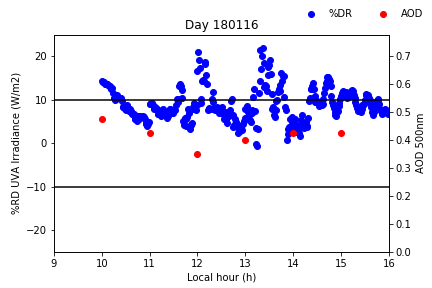 %DR AOD
Day 180116
%RD UVA Irradiance (W/m2)
20
10
0
−10
−20
AOD 500nm
0.7
0.6
0.5
0.4
0.3
0.2
0.1
0.0
9 10 11 12 13 14 15 16
Local hour (h)